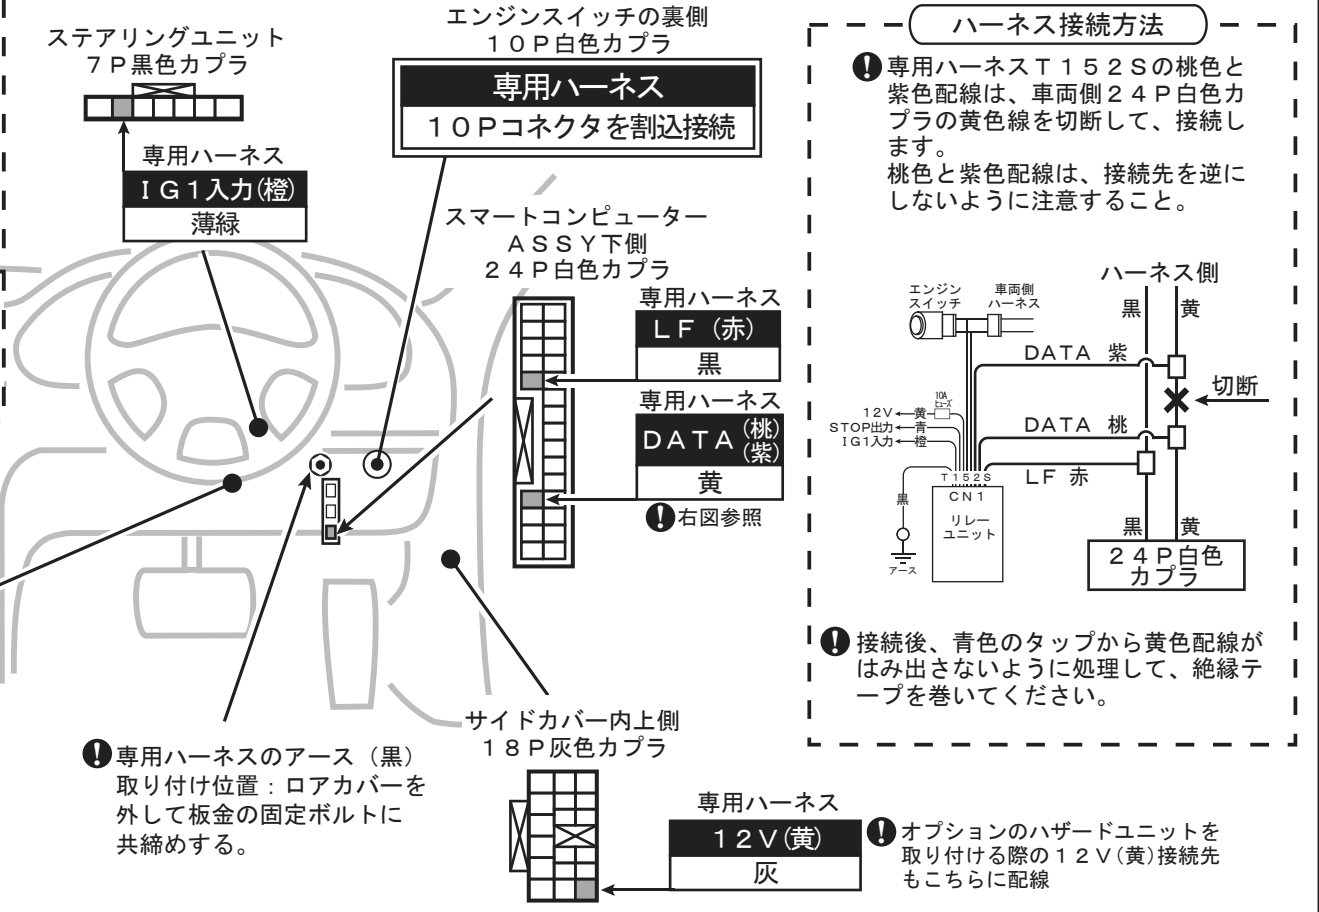 ステアリングユニット
７Ｐ黒色カプラ
専用ハーネス
ＩＧ１入力(橙)
薄緑
エンジンスイッチの裏側
１０Ｐ白色カプラ
専用ハーネス
１０Ｐコネクタを割込接続
スマートコンピューター
ＡＳＳＹ下側
２４Ｐ白色カプラ
専用ハーネス
ＬＦ（赤）
黒
専用ハーネス
ＤＡＴＡ(桃)
(紫)
黄
!右図参照
!専用ハーネスのアース（黒）
取り付け位置：ロアカバーを
外して板金の固定ボルトに
共締めする。
サイドカバー内上側
１８Ｐ灰色カプラ
専用ハーネス
１２Ｖ(黄)
灰
!オプションのハザードユニットを
取り付ける際の１２Ｖ(黄)接続先
もこちらに配線
ハーネス接続方法
!専用ハーネスＴ１５２Ｓの桃色と
紫色配線は、車両側２４Ｐ白色カ
プラの黄色線を切断して、接続し
ます。
桃色と紫色配線は、接続先を逆に
しないように注意すること。
ハーネス側
黒 黄
エンジン
スイッチ
車両側
ハーネス
ＤＡＴＡ 紫
切断
10A
ﾋｭｰｽﾞ
１２Ｖ 黄
ＳＴＯＰ出力 青
ＩＧ１入力 橙
ＤＡＴＡ 桃
ＬＦ 赤
Ｔ１５２Ｓ
ＣＮ１
リレー
ユニット
黒
アース
黒 黄
２４Ｐ白色
カプラ
!接続後、青色のタップから黄色配線が
はみ出さないように処理して、絶縁テ
ープを巻いてください。